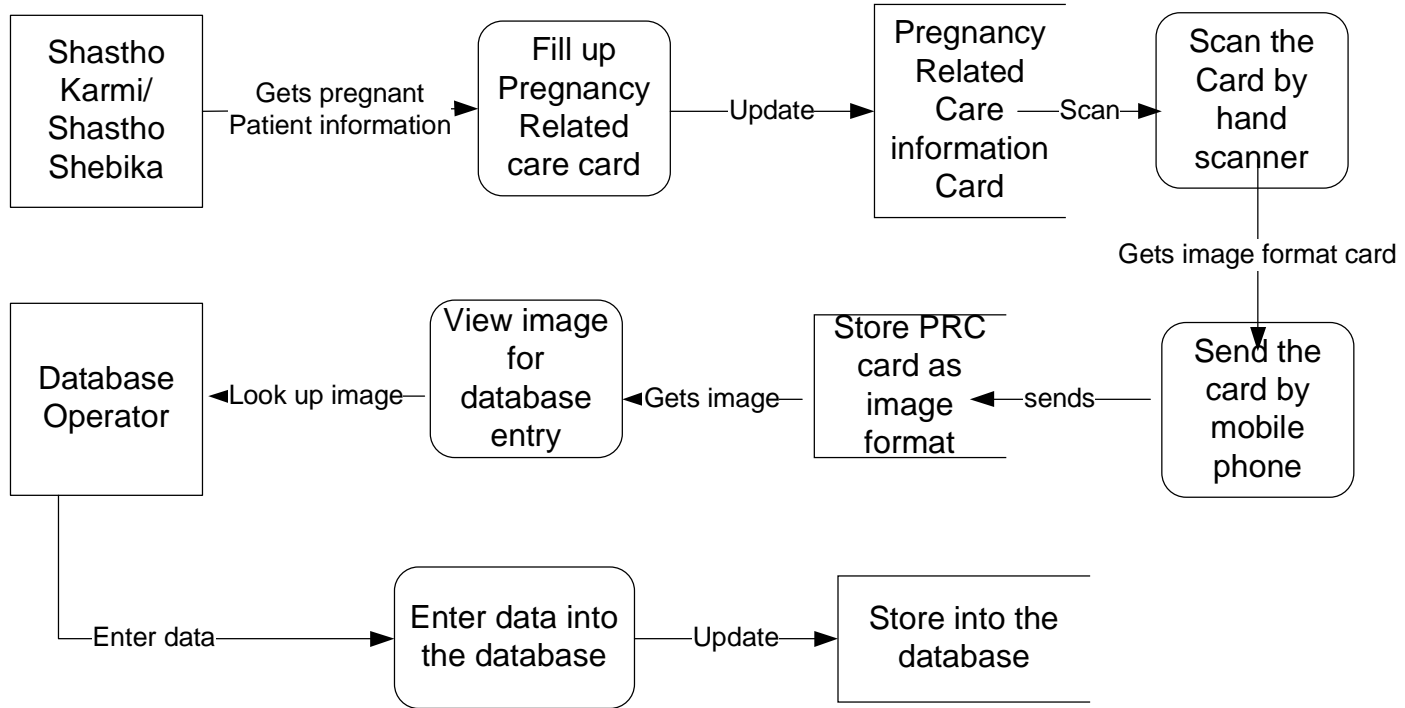 Shastho
Karmi/
Shastho
Shebika
Gets pregnant
Patient information
Fill up
Pregnancy
Related
care card
Update
Pregnancy
Related
Care
information
Card
Scan
Scan the
Card by
hand
scanner
Gets image format card
Send the
card by
mobile
phone
sends
Store PRC
card as
image
format
Gets image
View image
for
database
entry
Look up image
Database
Operator
Enter data
Enter data into
the database
Update
Store into the
database